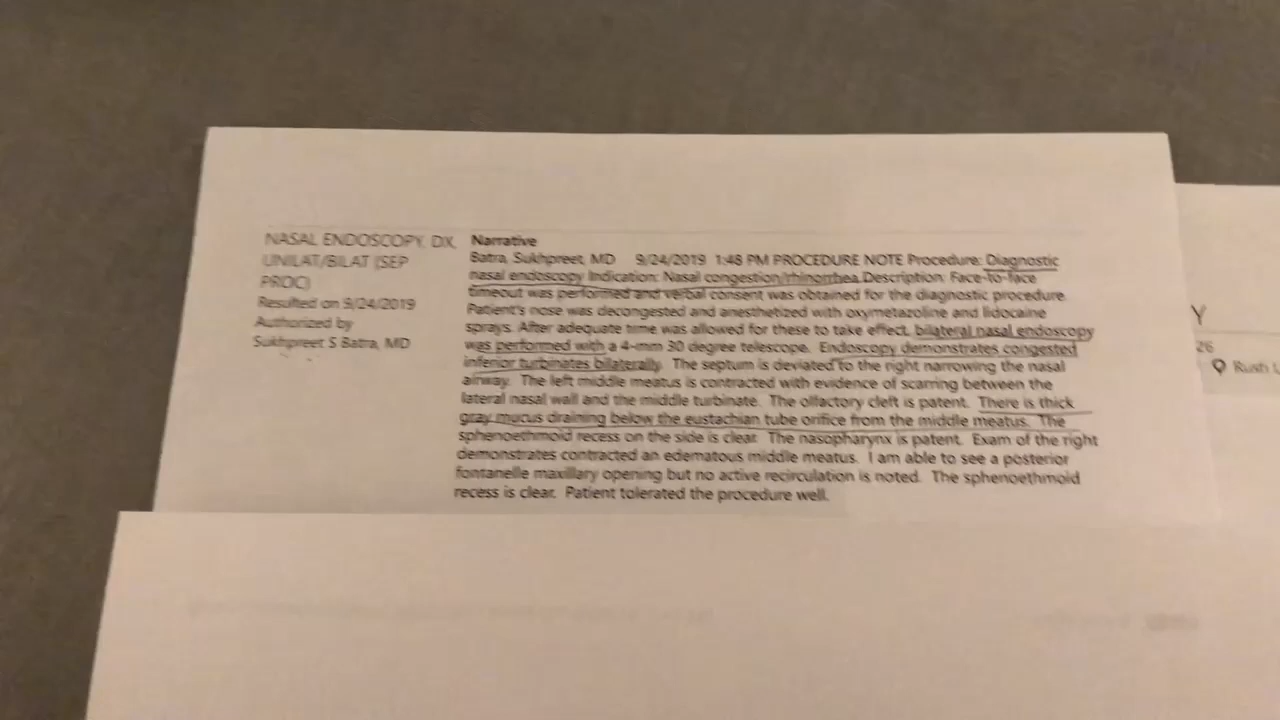 NASAL ENDOSCOPY, DX,
UNILAT/BILAT (SEP
PROC)
Resulted on 9/24/2019
Authorized by
Sukhpreet S Batra, MD
Narrative
Batra, Sukhpreet, MD 9/24/2019 1:48 PM PROCEDURE NOTE Procedure: Diagnostic
nasal endoscopy Indication: Nasal congestion/rhinorrhea Description: Face-to-face
timeout was performed and verbal consent was obtained for the diagnostic procedure.
Patient's nose was decongested and anesthetized with oxymetazoline and lidocaine
sprays. After adequate time was allowed for these to take effect, bilateral nasal endoscopy
was performed with a 4-mm 30 degree telescope. Endoscopy demonstrates congested
inferior turbinates bilaterally. The septum is deviated to the right narrowing the nasal
airway. The left middle meatus is contracted with evidence of scarring between the
lateral nasal wall and the middle turbinate. The olfactory cleft is patent. There is thick
gray mucus draining below the eustachian tube orifice from the middle meatus. The
sphenoethmoid recess on the side is clear. The nasopharynx is patent. Exam of the right
demonstrates contracted an edematous middle meatus. I am able to see a posterior
fontanelle maxillary opening but no active recirculation is noted. The sphenoethmoid
recess is clear. Patient tolerated the procedure well.
Y
26
Rush